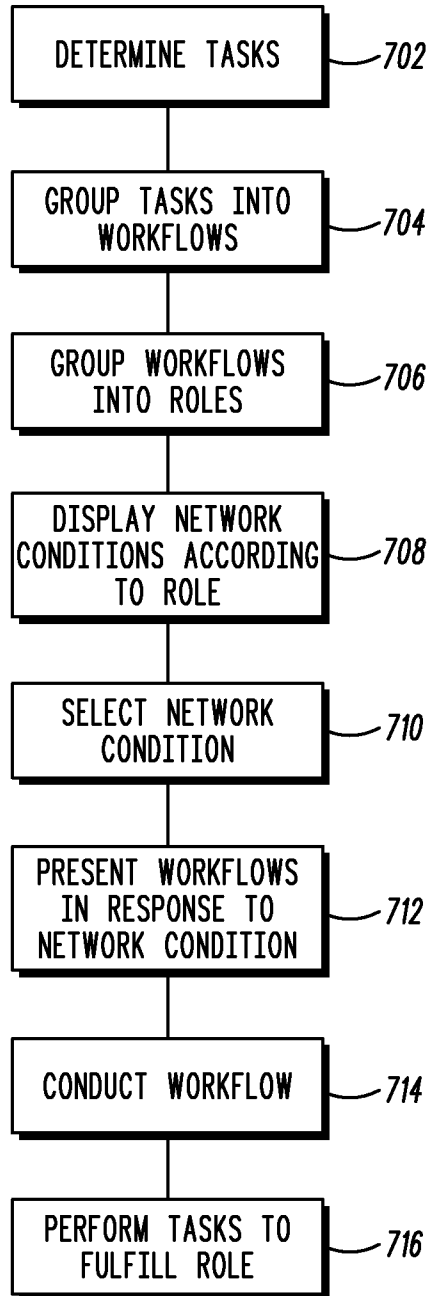 DETERMINE TASKS
702
GROUP TASKS INTO
WORKFLOWS
704
GROUP WORKFLOWS
INTO ROLES
706
DISPLAY NETWORK
CONDITIONS ACCORDING
TO ROLE
708
SELECT NETWORK
CONDITION
710
PRESENT WORKFLOWS
IN RESPONSE TO
NETWORK CONDITION
712
CONDUCT WORKFLOW
714
PERFORM TASKS TO
FULFILL ROLE
716